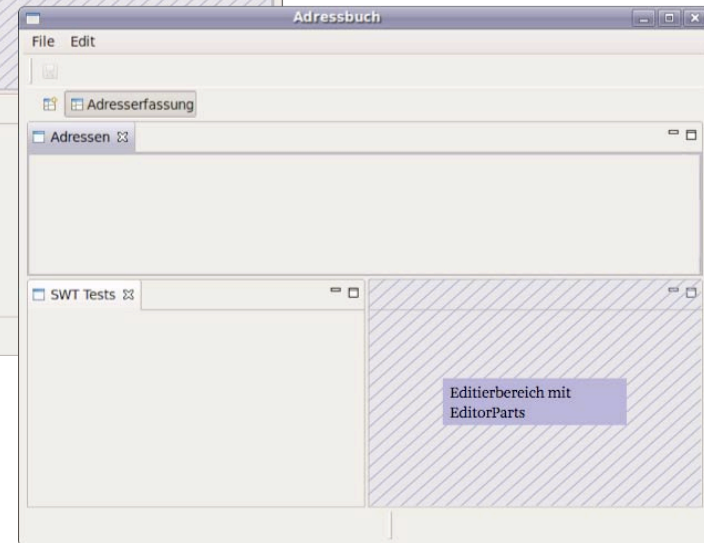 Adressbuch
File Edit
Adresserfassung
Adressen
SWT Tests
Editierbereich mit
EditorParts